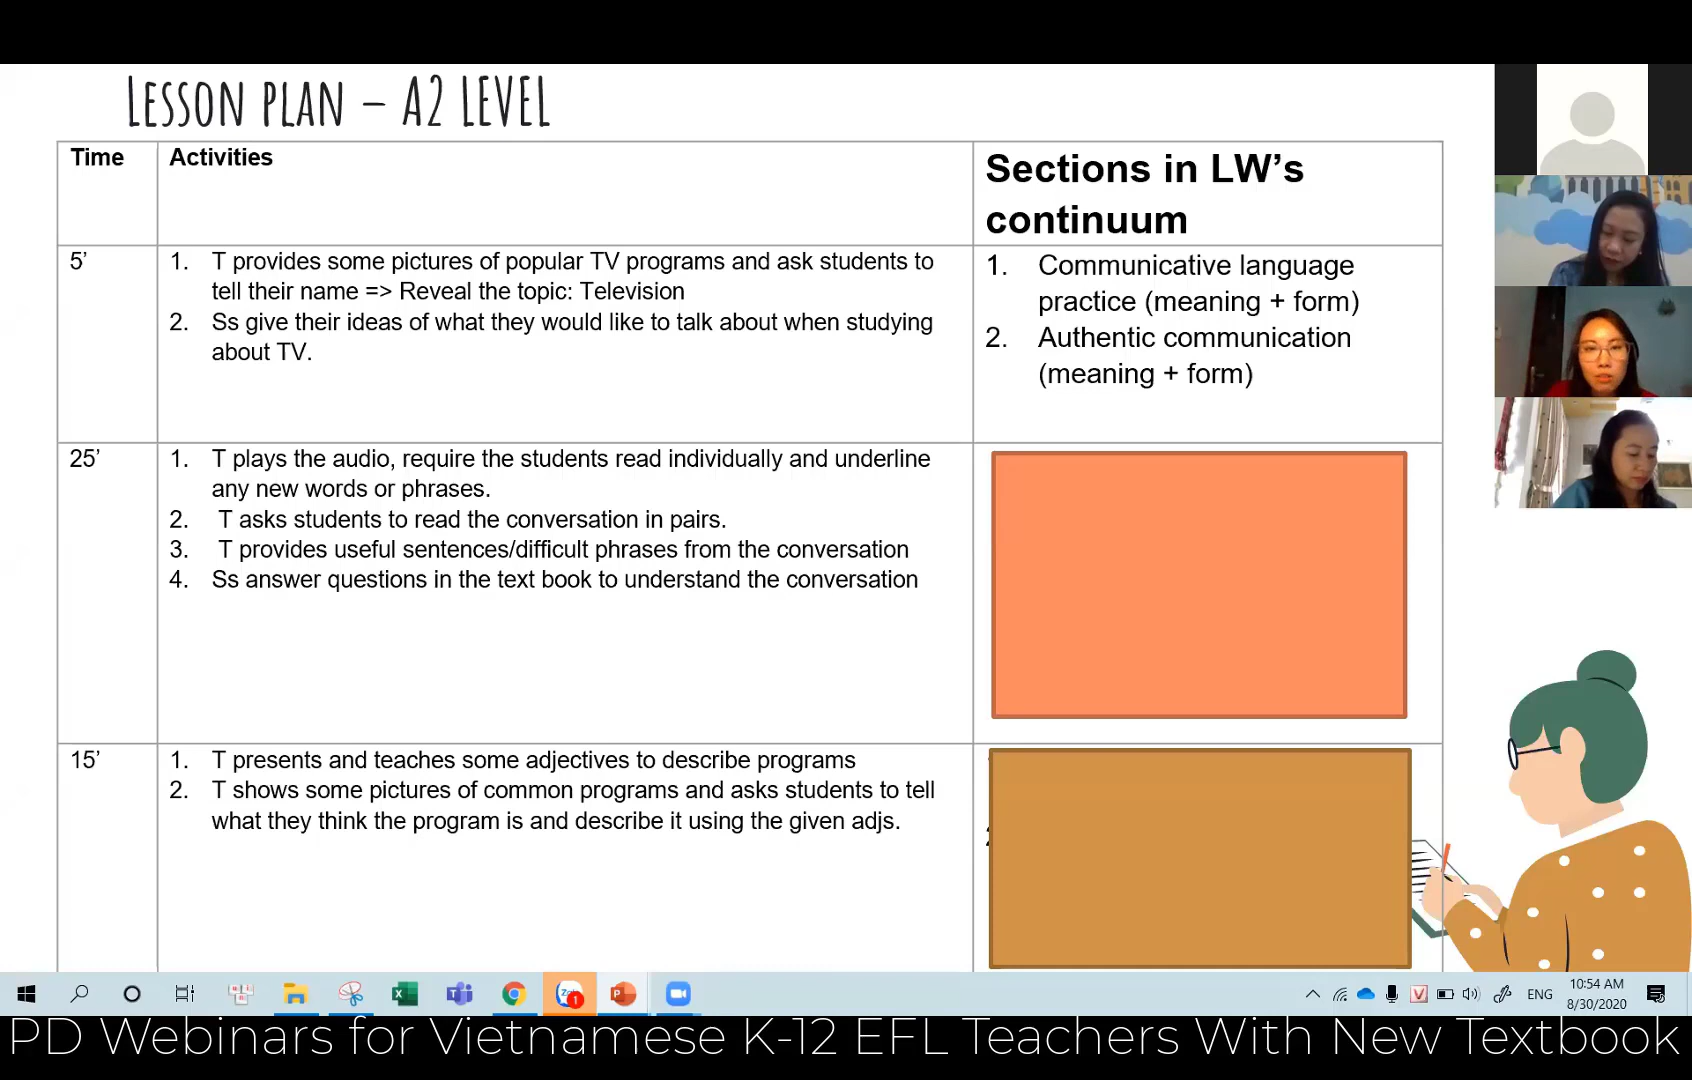 Lesson plan – A2 level
Time
Activities
Sections in LW’s
continuum
5’
1. T provides some pictures of popular TV programs and ask students to
tell their name => Reveal the topic: Television
2. Ss give their ideas of what they would like to talk about when studying
about TV.
1. Communicative language
practice (meaning + form)
2. Authentic communication
(meaning + form)
25’
1. T plays the audio, require the students read individually and underline
any new words or phrases.
2. T asks students to read the conversation in pairs.
3. T provides useful sentences/difficult phrases from the conversation
4. Ss answer questions in the text book to understand the conversation
15’
1. T presents and teaches some adjectives to describe programs
2. T shows some pictures of common programs and asks students to tell
what they think the program is and describe it using the given adjs.
1
ENG
10:54 AM
8/30/2020
PD Webinars for Vietnamese K-12 EFL Teachers With New Textbook